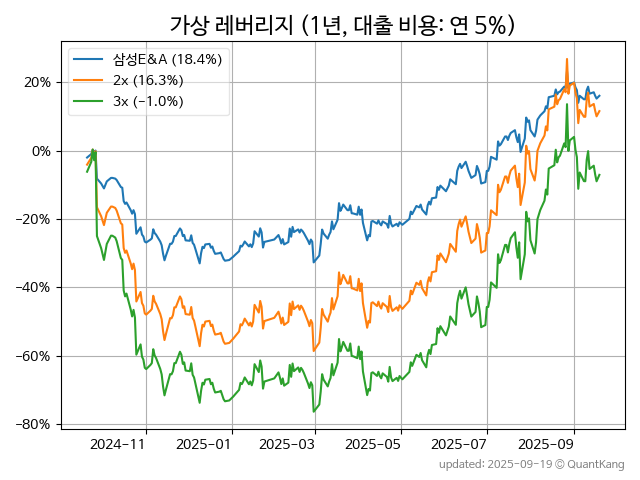 가상 레버리지 (1년, 대출 비용: 연 5%)
삼성E&A (18.4%)
2x (16.3%)
3x (−1.0%)
20%
0%
−20%
−40%
−60%
−80%
2024-11 2025-01 2025-03 2025-05 2025-07 2025-09
updated: 2025-09-19 © QuantKang